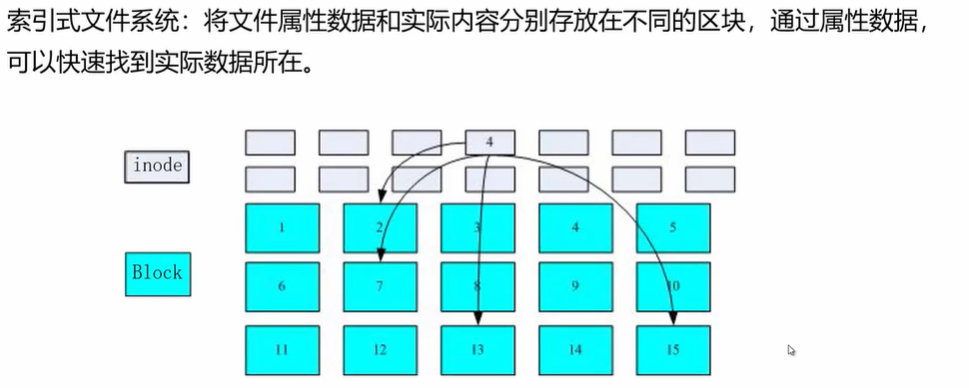 索引式文件系统：将文件属性数据和实际内容分别存放在不同的区块，通过属性数据，
可以快速找到实际数据所在。
4
inode
1 2 3 4 5
Block
6 7 8 9 10
11 12 13 14 15